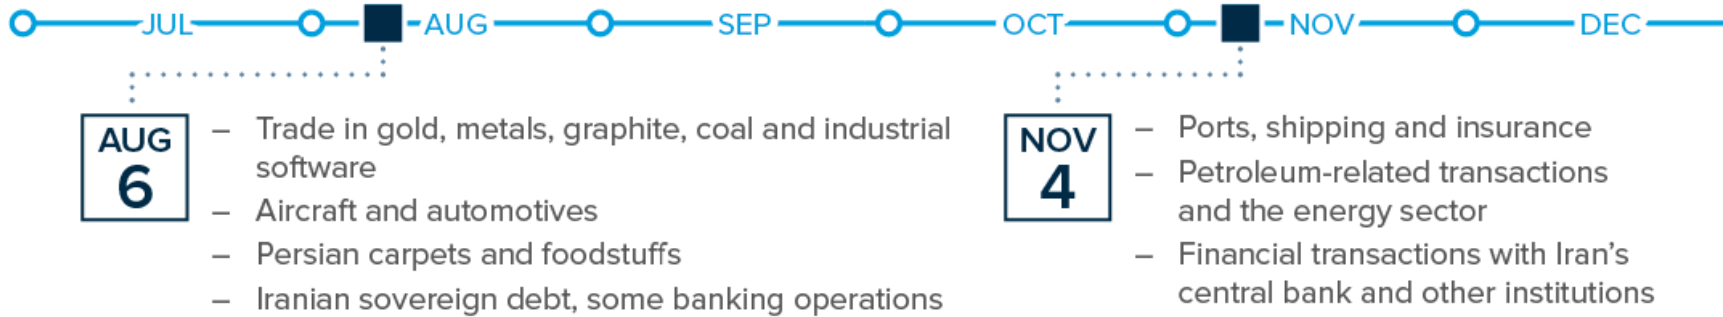 JUL AUG SEP OCT NOV DEC
AUG
6
– Trade in gold, metals, graphite, coal and industrial
software
– Aircraft and automotives
– Persian carpets and foodstuffs
– Iranian sovereign debt, some banking operations
NOV
4
– Ports, shipping and insurance
– Petroleum-related transactions
and the energy sector
– Financial transactions with Iran’s
central bank and other institutions